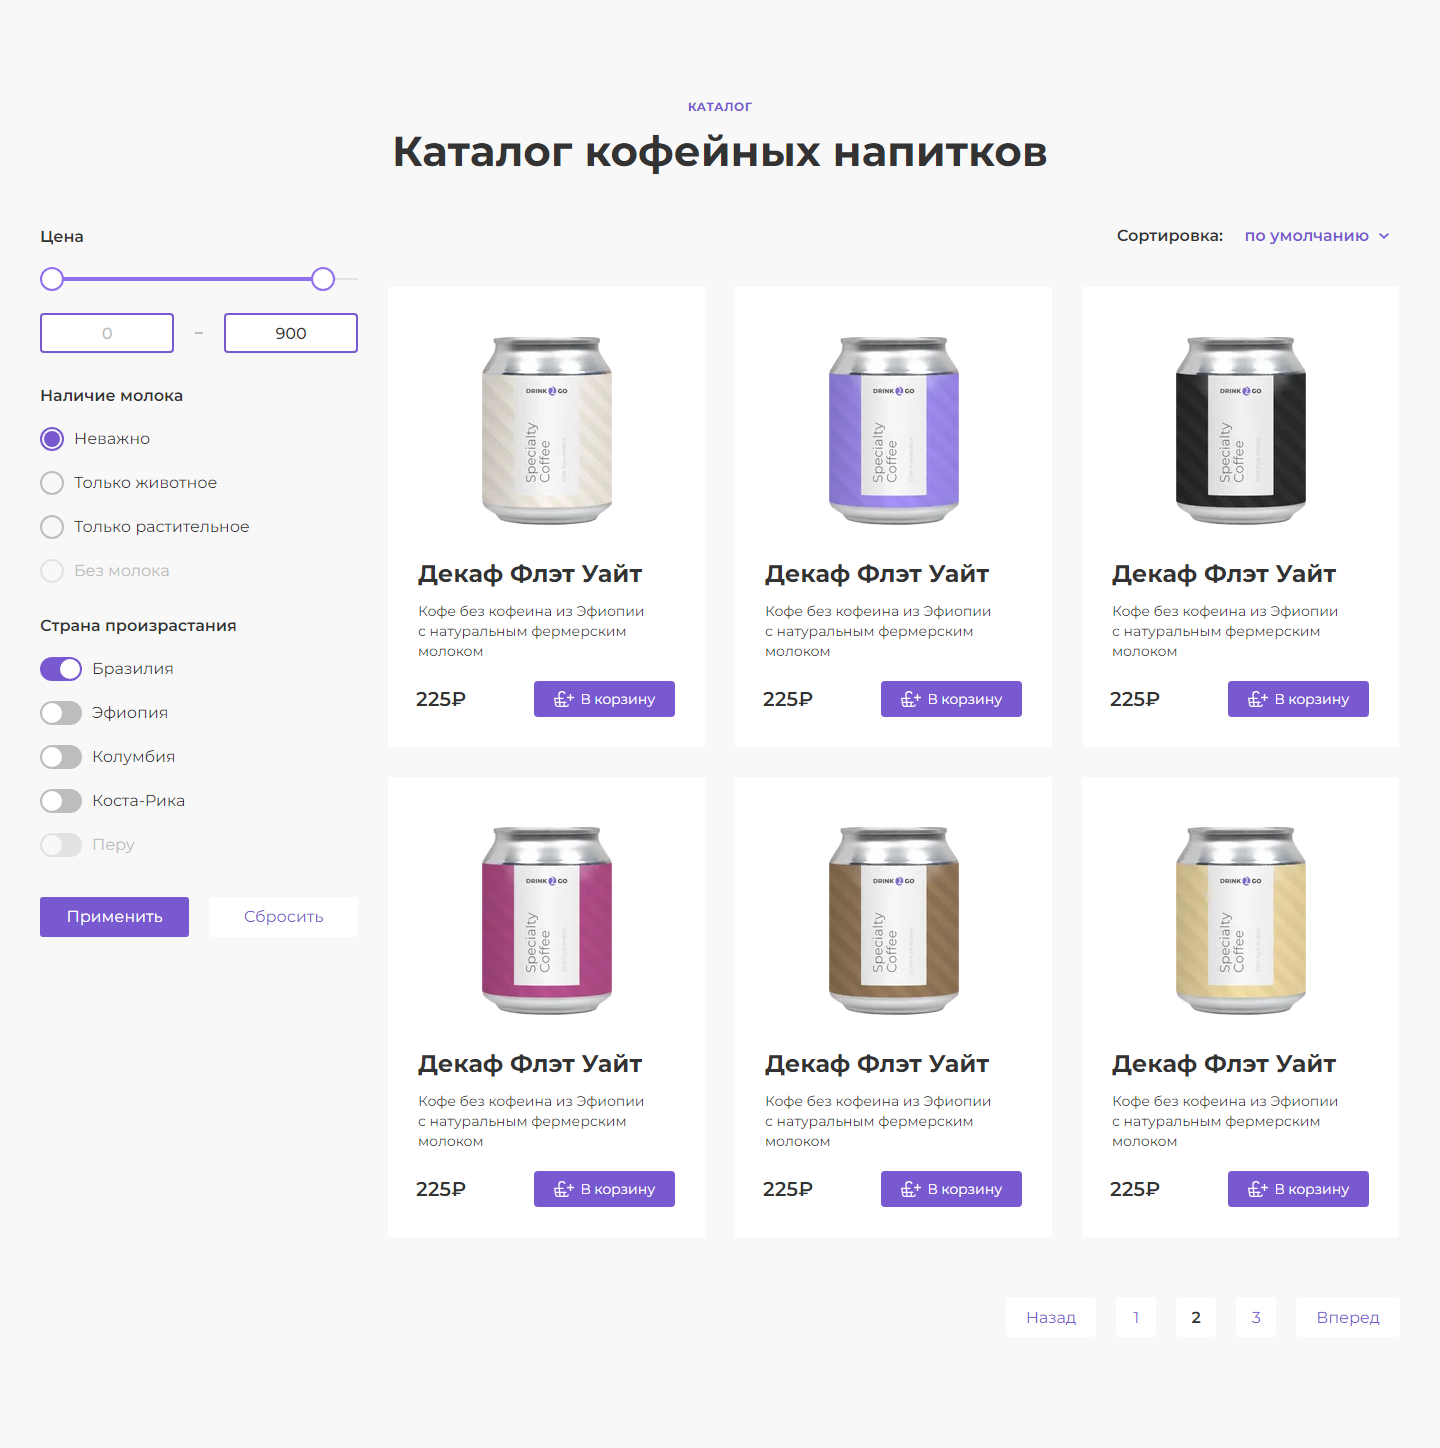 КАТАЛОГ
Каталог кофейных напитков
Цена
0
–
900
Наличие молока
Неважно
Только животное
Только растительное
Без молока
Страна произрастания
Бразилия
Эфиопия
Колумбия
Коста-Рика
Перу
Применить
Сбросить
Сортировка:
по умолчанию
DRINK 2 GO
Specialty
Coffee
Декаф Флэт Уайт
Кофе без кофеина из Эфиопии
с натуральным фермерским
молоком
225₽
В корзину
DRINK 2 GO
Specialty
Coffee
Декаф Флэт Уайт
Кофе без кофеина из Эфиопии
с натуральным фермерским
молоком
225₽
В корзину
DRINK 2 GO
Specialty
Coffee
Декаф Флэт Уайт
Кофе без кофеина из Эфиопии
с натуральным фермерским
молоком
225₽
В корзину
DRINK 2 GO
Specialty
Coffee
Декаф Флэт Уайт
Кофе без кофеина из Эфиопии
с натуральным фермерским
молоком
225₽
В корзину
DRINK 2 GO
Specialty
Coffee
Декаф Флэт Уайт
Кофе без кофеина из Эфиопии
с натуральным фермерским
молоком
225₽
В корзину
DRINK 2 GO
Specialty
Coffee
Декаф Флэт Уайт
Кофе без кофеина из Эфиопии
с натуральным фермерским
молоком
225₽
В корзину
Назад
1
2
3
Вперед